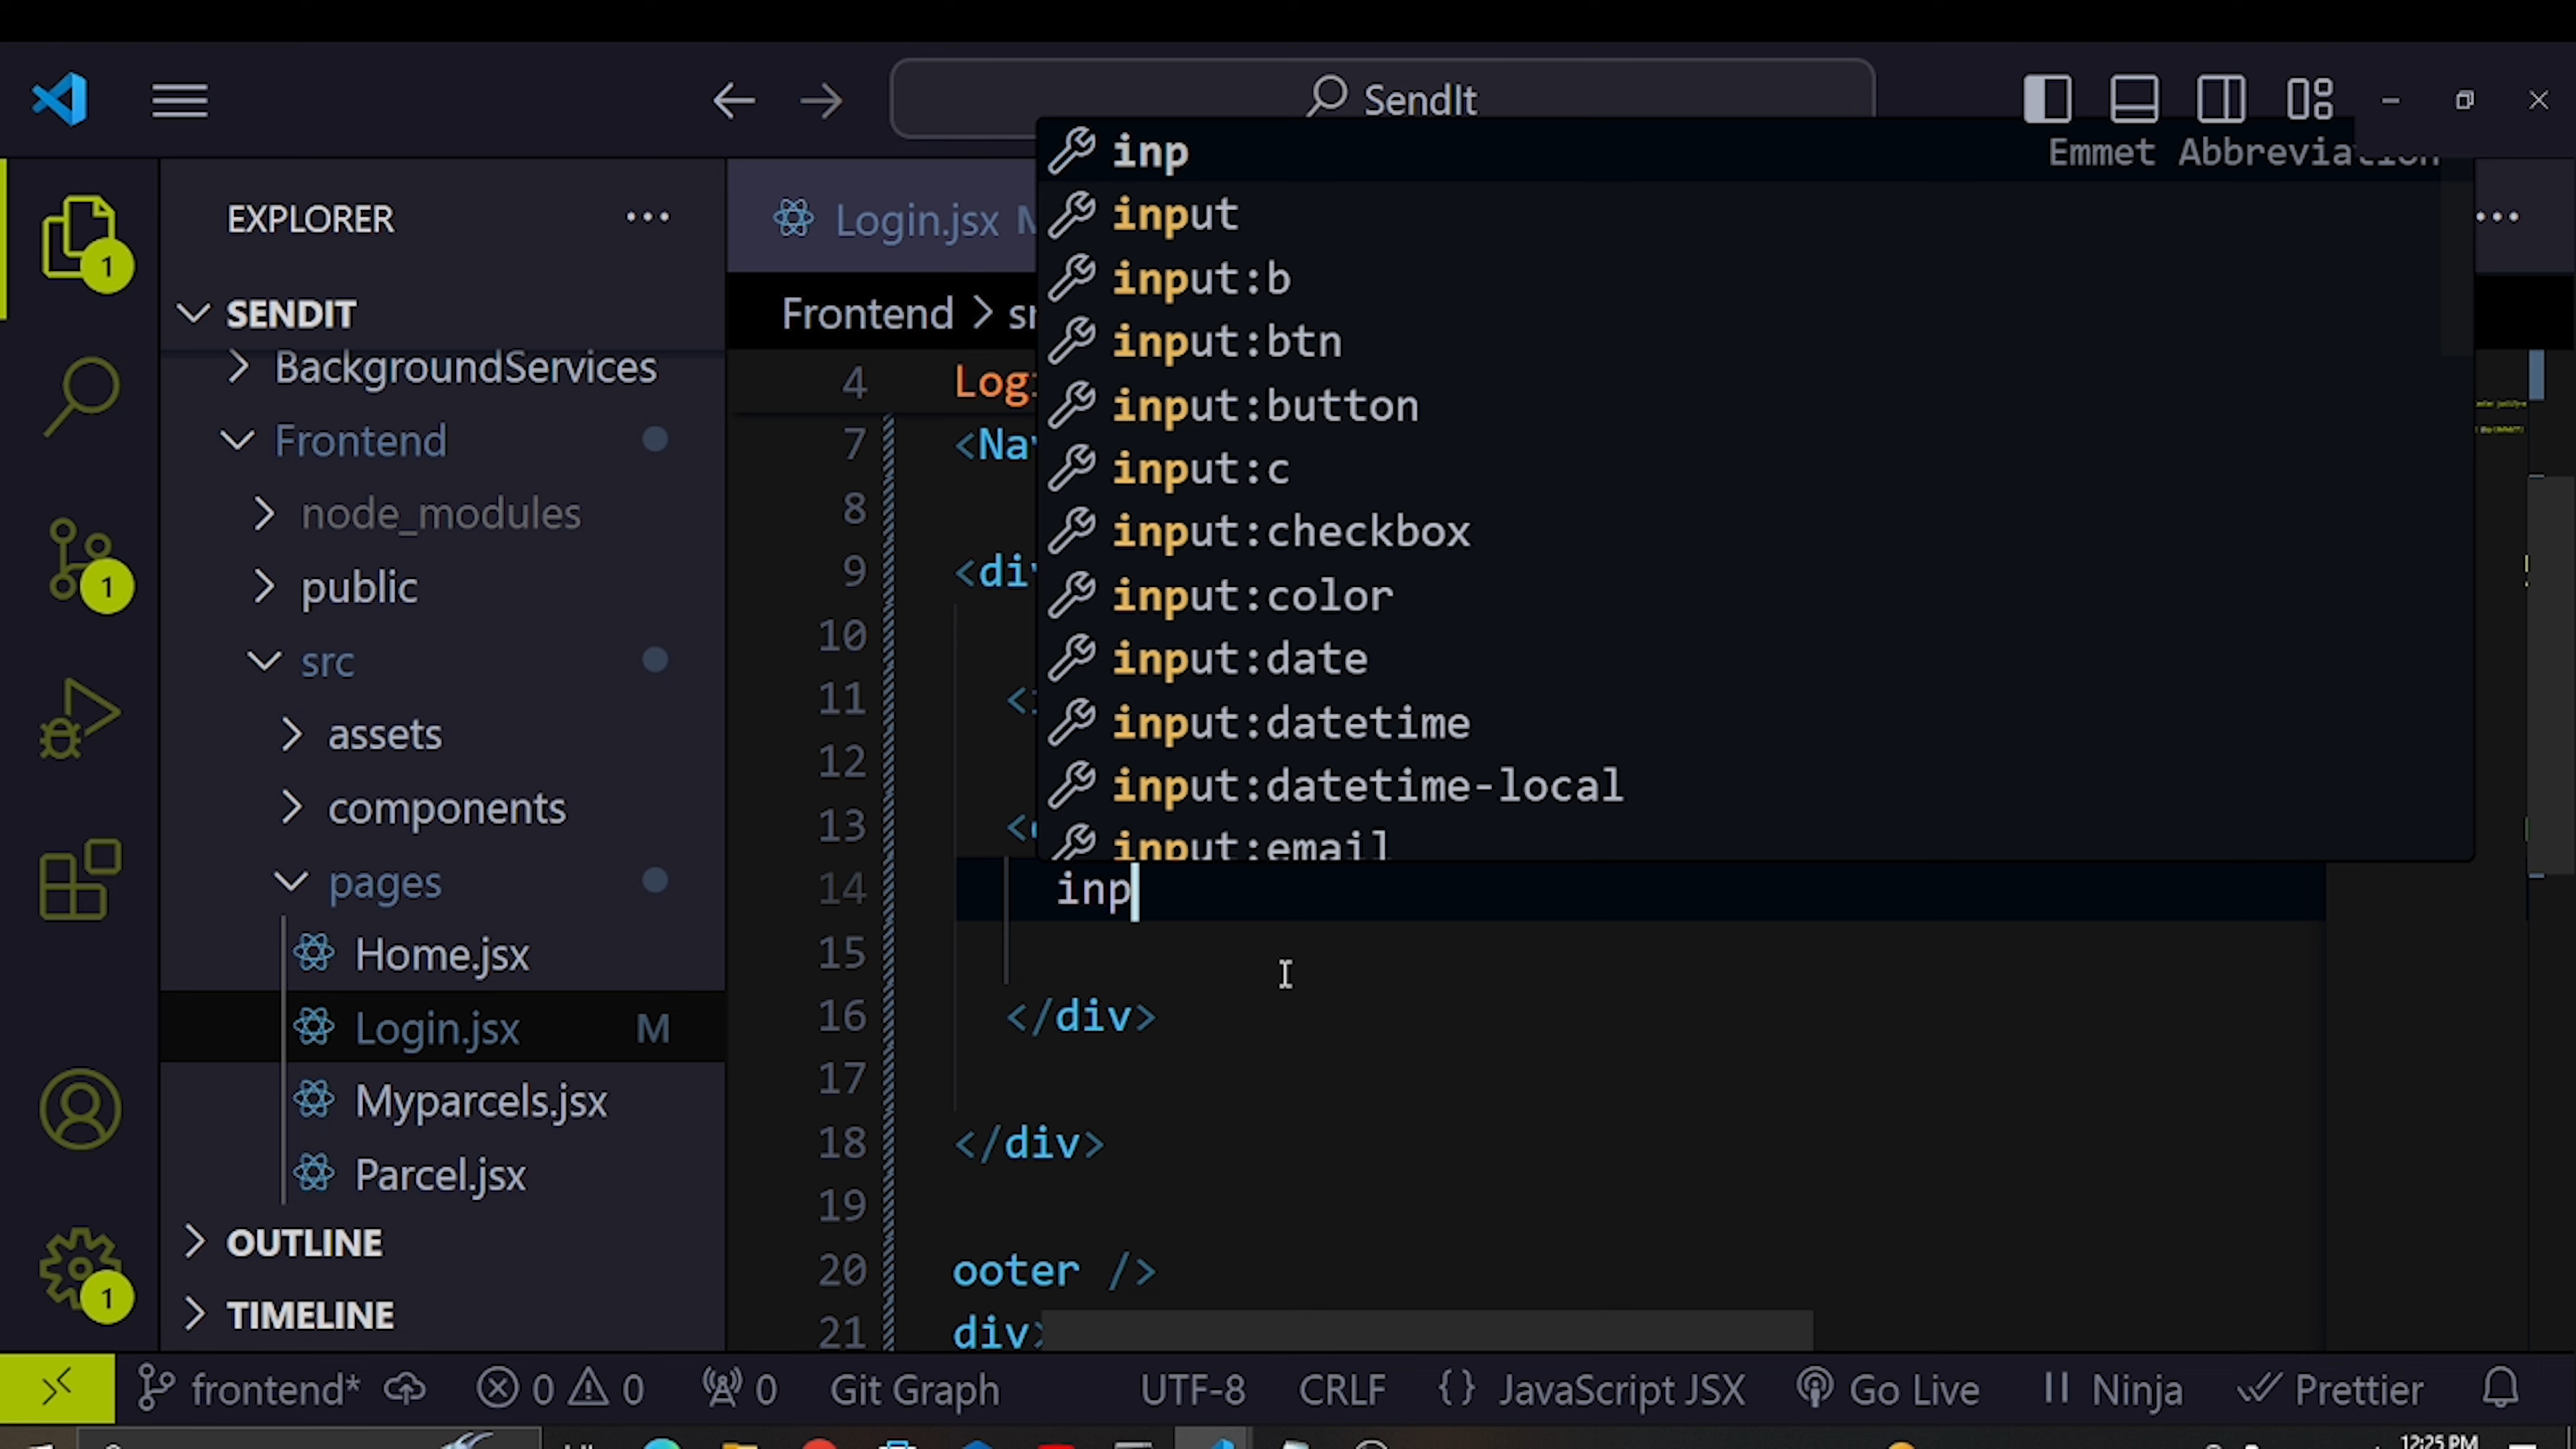 SendIt
EXPLORER
SENDIT
BackgroundServices
Frontend
node_modules
public
src
assets
components
pages
Home.jsx
Login.jsx M
Myparcels.jsx
Parcel.jsx
OUTLINE
TIMELINE
1
1
1
Login.jsx
Frontend >
inp Emmet Abbreviation
input
input:b
input:btn
input:button
input:c
input:checkbox
input:color
input:date
input:datetime
input:datetime-local
input:email
4 Log
7 <Na
8
9 <di
10
11 <
12
13 <
14 inp
15
16 </div>
17
18 </div>
19
20 ooter />
21 div>
frontend* 0 0 0 Git Graph UTF-8 CRLF {} JavaScript JSX Go Live Ninja Prettier
12:25 PM